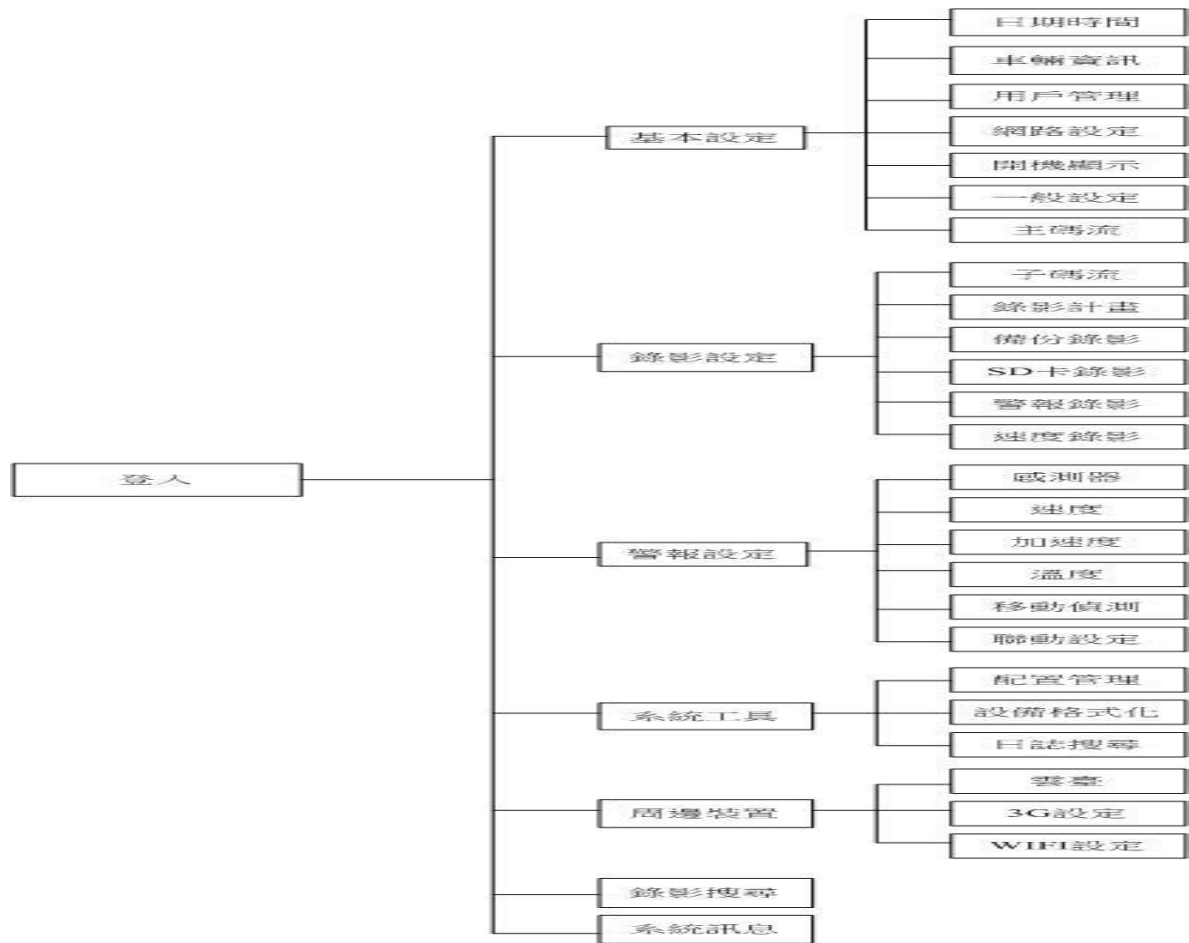 登入
基本設定
日期時間
車輛資訊
用戶管理
網路設定
開機顯示
一般設定
主碼流
錄影設定
子碼流
錄影計畫
備份錄影
SD卡錄影
警報錄影
速度錄影
警報設定
感測器
速度
加速度
溫度
移動偵測
聯動設定
系統工具
配置管理
設備格式化
日誌搜尋
周邊裝置
雲臺
3G設定
WIFI設定
錄影搜尋
系統訊息